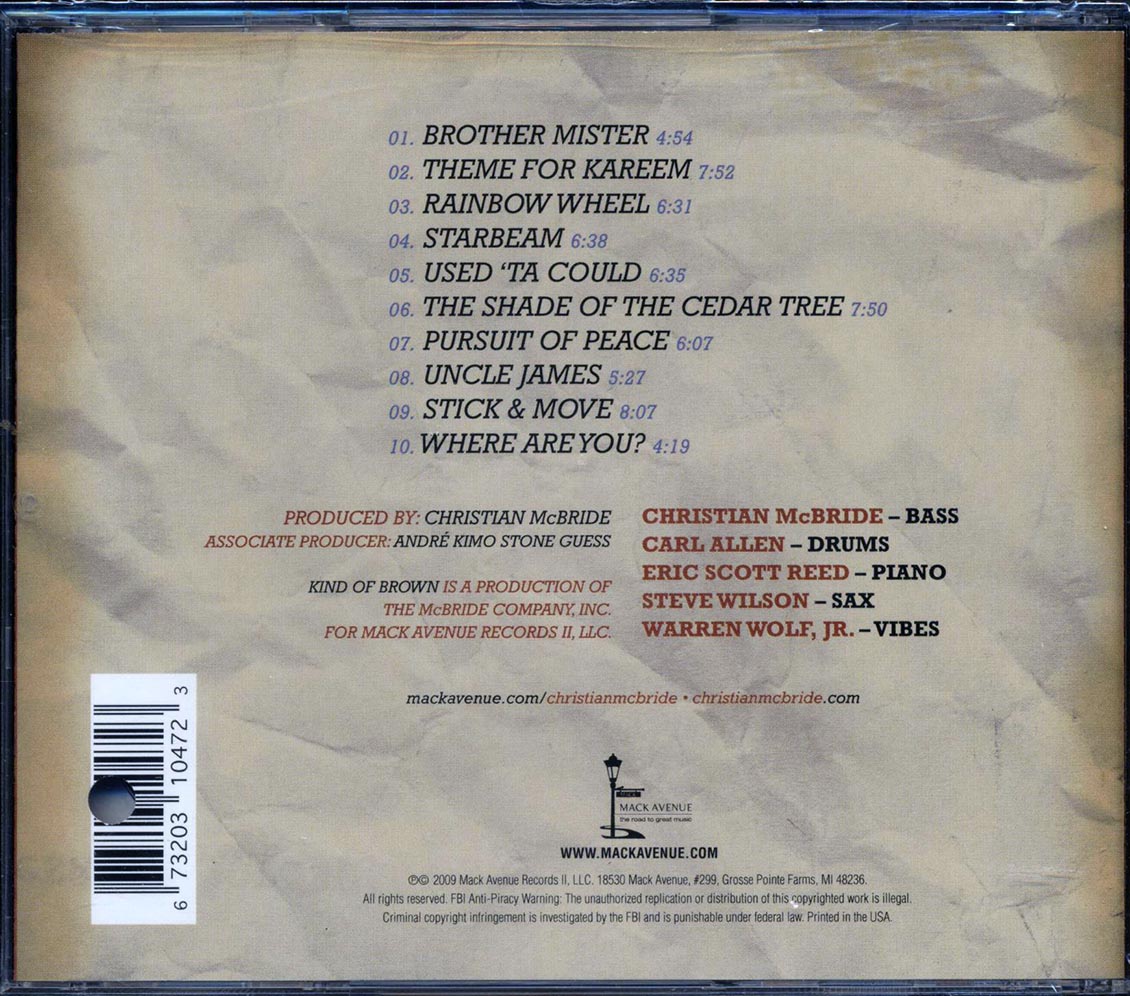 01. BROTHER MISTER 4:54
02. THEME FOR KAREEM 7:52
03. RAINBOW WHEEL 6:31
04. STARBEAM 6:38
05. USED ‘TA COULD 6:35
06. THE SHADE OF THE CEDAR TREE 7:50
07. PURSUIT OF PEACE 6:07
08. UNCLE JAMES 5:27
09. STICK & MOVE 8:07
10. WHERE ARE YOU? 4:19
PRODUCED BY: CHRISTIAN McBRIDE
ASSOCIATE PRODUCER: ANDRÉ KIMO STONE GUESS
KIND OF BROWN IS A PRODUCTION OF
THE McBRIDE COMPANY, INC.
FOR MACK AVENUE RECORDS II, LLC.
CHRISTIAN McBRIDE – BASS
CARL ALLEN – DRUMS
ERIC SCOTT REED – PIANO
STEVE WILSON – SAX
WARREN WOLF, JR. – VIBES
mackavenue.com/christianmcbride • christianmcbride.com
6 73203 10472 3
MACK AVENUE
the road to great music
WWW.MACKAVENUE.COM
℗© 2009 Mack Avenue Records II, LLC. 18530 Mack Avenue, #299, Grosse Pointe Farms, MI 48236.
All rights reserved. FBI Anti-Piracy Warning: The unauthorized replication or distribution of this copyrighted work is illegal.
Criminal copyright infringement is investigated by the FBI and is punishable under federal law. Printed in the USA.